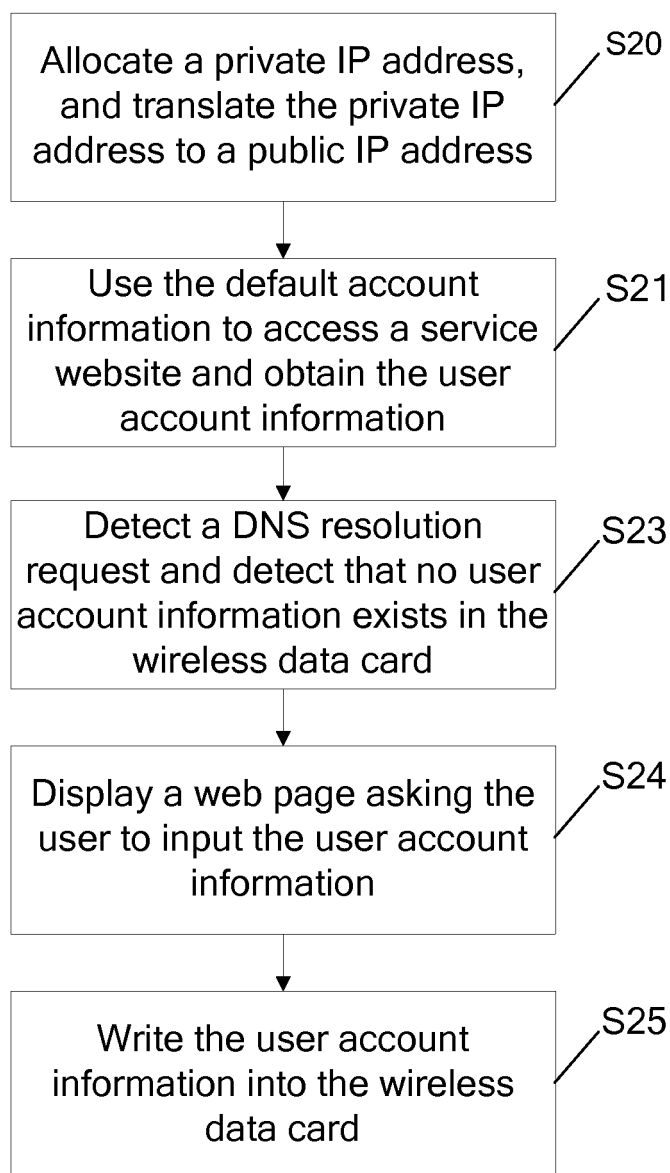 Allocate a private IP address,
and translate the private IP
address to a public IP address
S20
Use the default account
information to access a service
website and obtain the user
account information
S21
Detect a DNS resolution
request and detect that no user
account information exists in the
wireless data card
S23
Display a web page asking the
user to input the user account
information
S24
Write the user account
information into the wireless
data card
S25